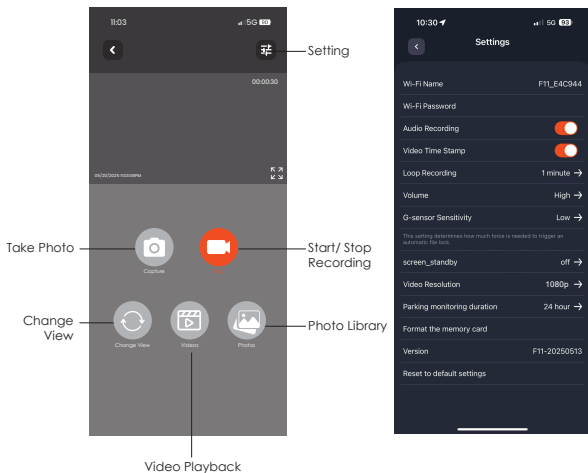 11:03
5G
Setting
00:00:30
Take Photo
Capture
Start/ Stop
Recording
Change
View
Change View
Videos
Photos
Photo Library
Video Playback
10:30
5G 93
Settings
Wi-Fi Name F11_E4C944
Wi-Fi Password
Audio Recording
Video Time Stamp
Loop Recording 1 minute →
Volume High →
G-sensor Sensitivity Low →
This setting determines how much force is needed to trigger an
automatic file lock.
screen_standby off →
Video Resolution 1080p →
Parking monitoring duration 24 hour →
Format the memory card
Version F11-20250513
Reset to default settings